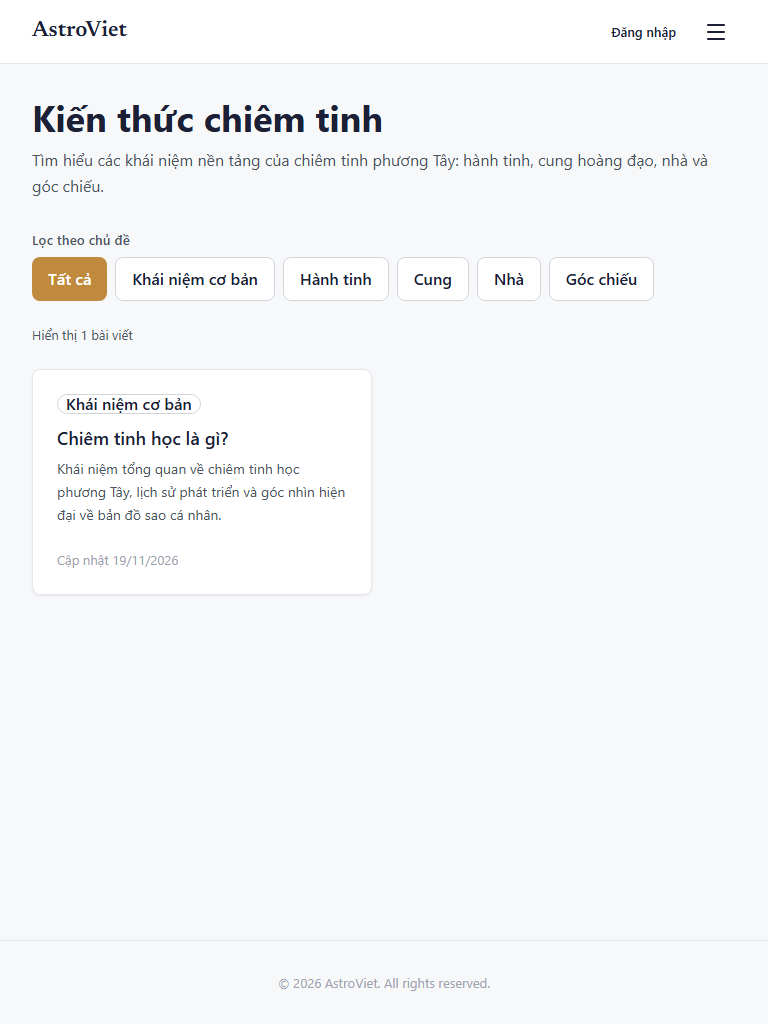 AstroViet
Đăng nhập
Kiến thức chiêm tinh
Tìm hiểu các khái niệm nền tảng của chiêm tinh phương Tây: hành tinh, cung hoàng đạo, nhà và
góc chiếu.
Lọc theo chủ đề
Tất cả
Khái niệm cơ bản
Hành tinh
Cung
Nhà
Góc chiếu
Hiển thị 1 bài viết
Khái niệm cơ bản
Chiêm tinh học là gì?
Khái niệm tổng quan về chiêm tinh học
phương Tây, lịch sử phát triển và góc nhìn hiện
đại về bản đồ sao cá nhân.
Cập nhật 19/11/2026
© 2026 AstroViet. All rights reserved.